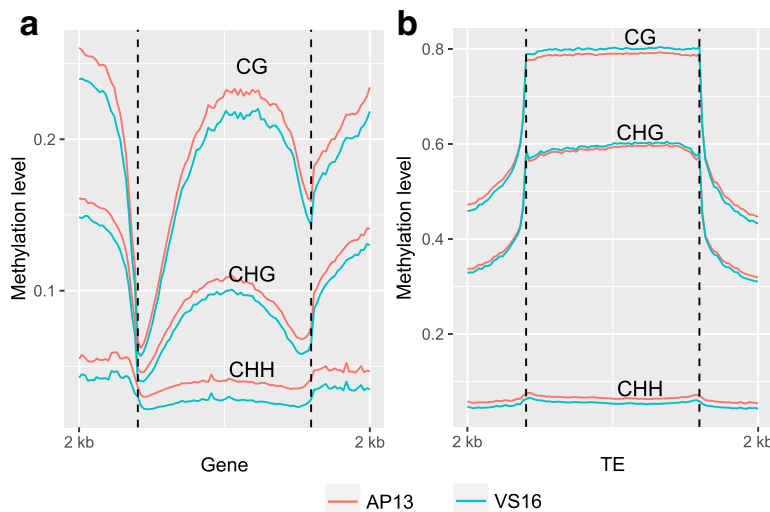 a
b
Methylation level
0.2
0.1
CG
CHG
CHH
2 kb
2 kb
Gene
Methylation level
0.8
0.6
0.4
0.2
CG
CHG
CHH
2 kb
2 kb
TE
AP13
VS16